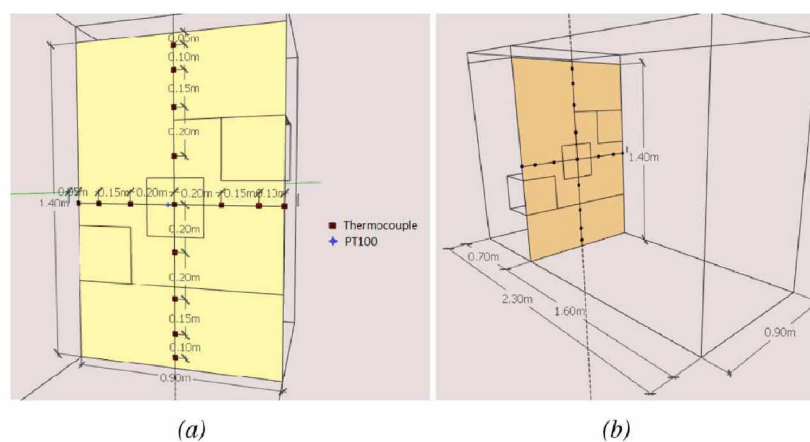 0.05m
0.10m
0.15m
0.20m
0.05m 0.15m 0.20m 0.20m 0.15m 0.10m
1.40m
0.20m
0.20m
0.15m
0.10m
0.90m
Thermocouple
PT100
1.40m
0.70m
2.30m
1.60m
0.90m
(a)
(b)